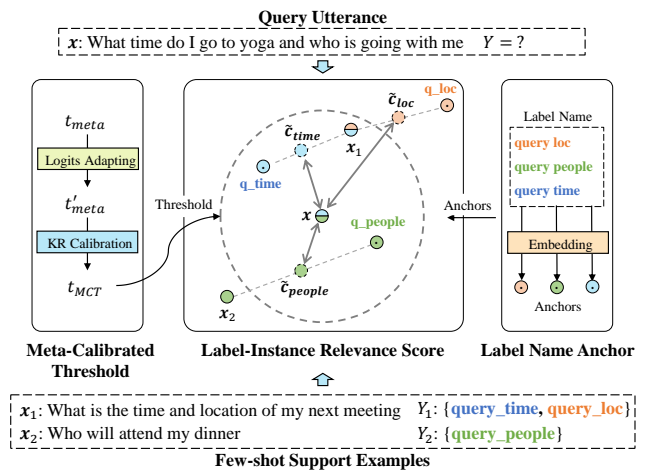 Query Utterance
x: What time do I go to yoga and who is going with me Y = ?
t_meta
Logits Adapting
t'_meta
KR Calibration
t_MCT
Threshold
q_loc
c̃_loc
c̃_time
x_1
q_time
x
q_people
c̃_people
x_2
Anchors
Label Name
query loc
query people
query time
Embedding
Anchors
Meta-Calibrated
Threshold
Label-Instance Relevance Score
Label Name Anchor
x_1: What is the time and location of my next meeting Y_1: {query_time, query_loc}
x_2: Who will attend my dinner Y_2: {query_people}
Few-shot Support Examples